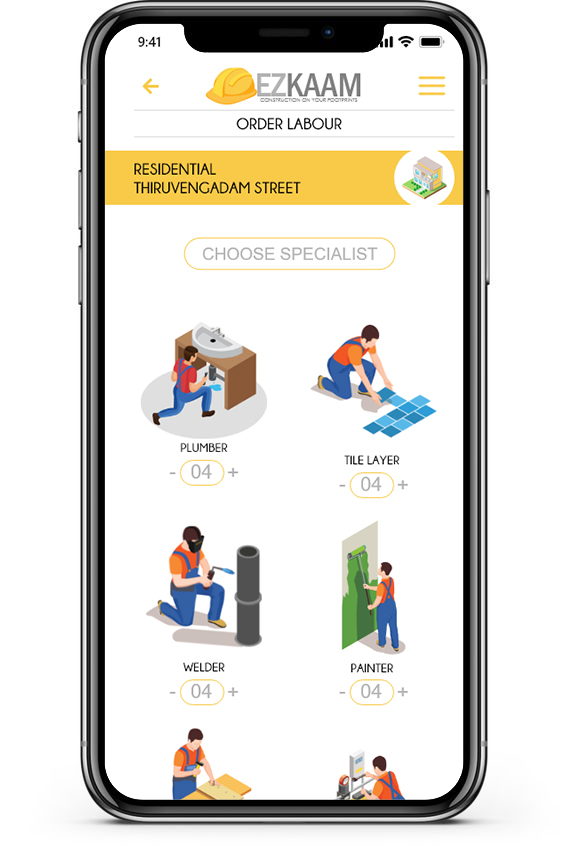 9:41
EZKAAM
CONSTRUCTION ON YOUR FOOTPRINTS
ORDER LABOUR
RESIDENTIAL
THIRUVENGADAM STREET
CHOOSE SPECIALIST
PLUMBER
- 04 +
TILE LAYER
- 04 +
WELDER
- 04 +
PAINTER
- 04 +